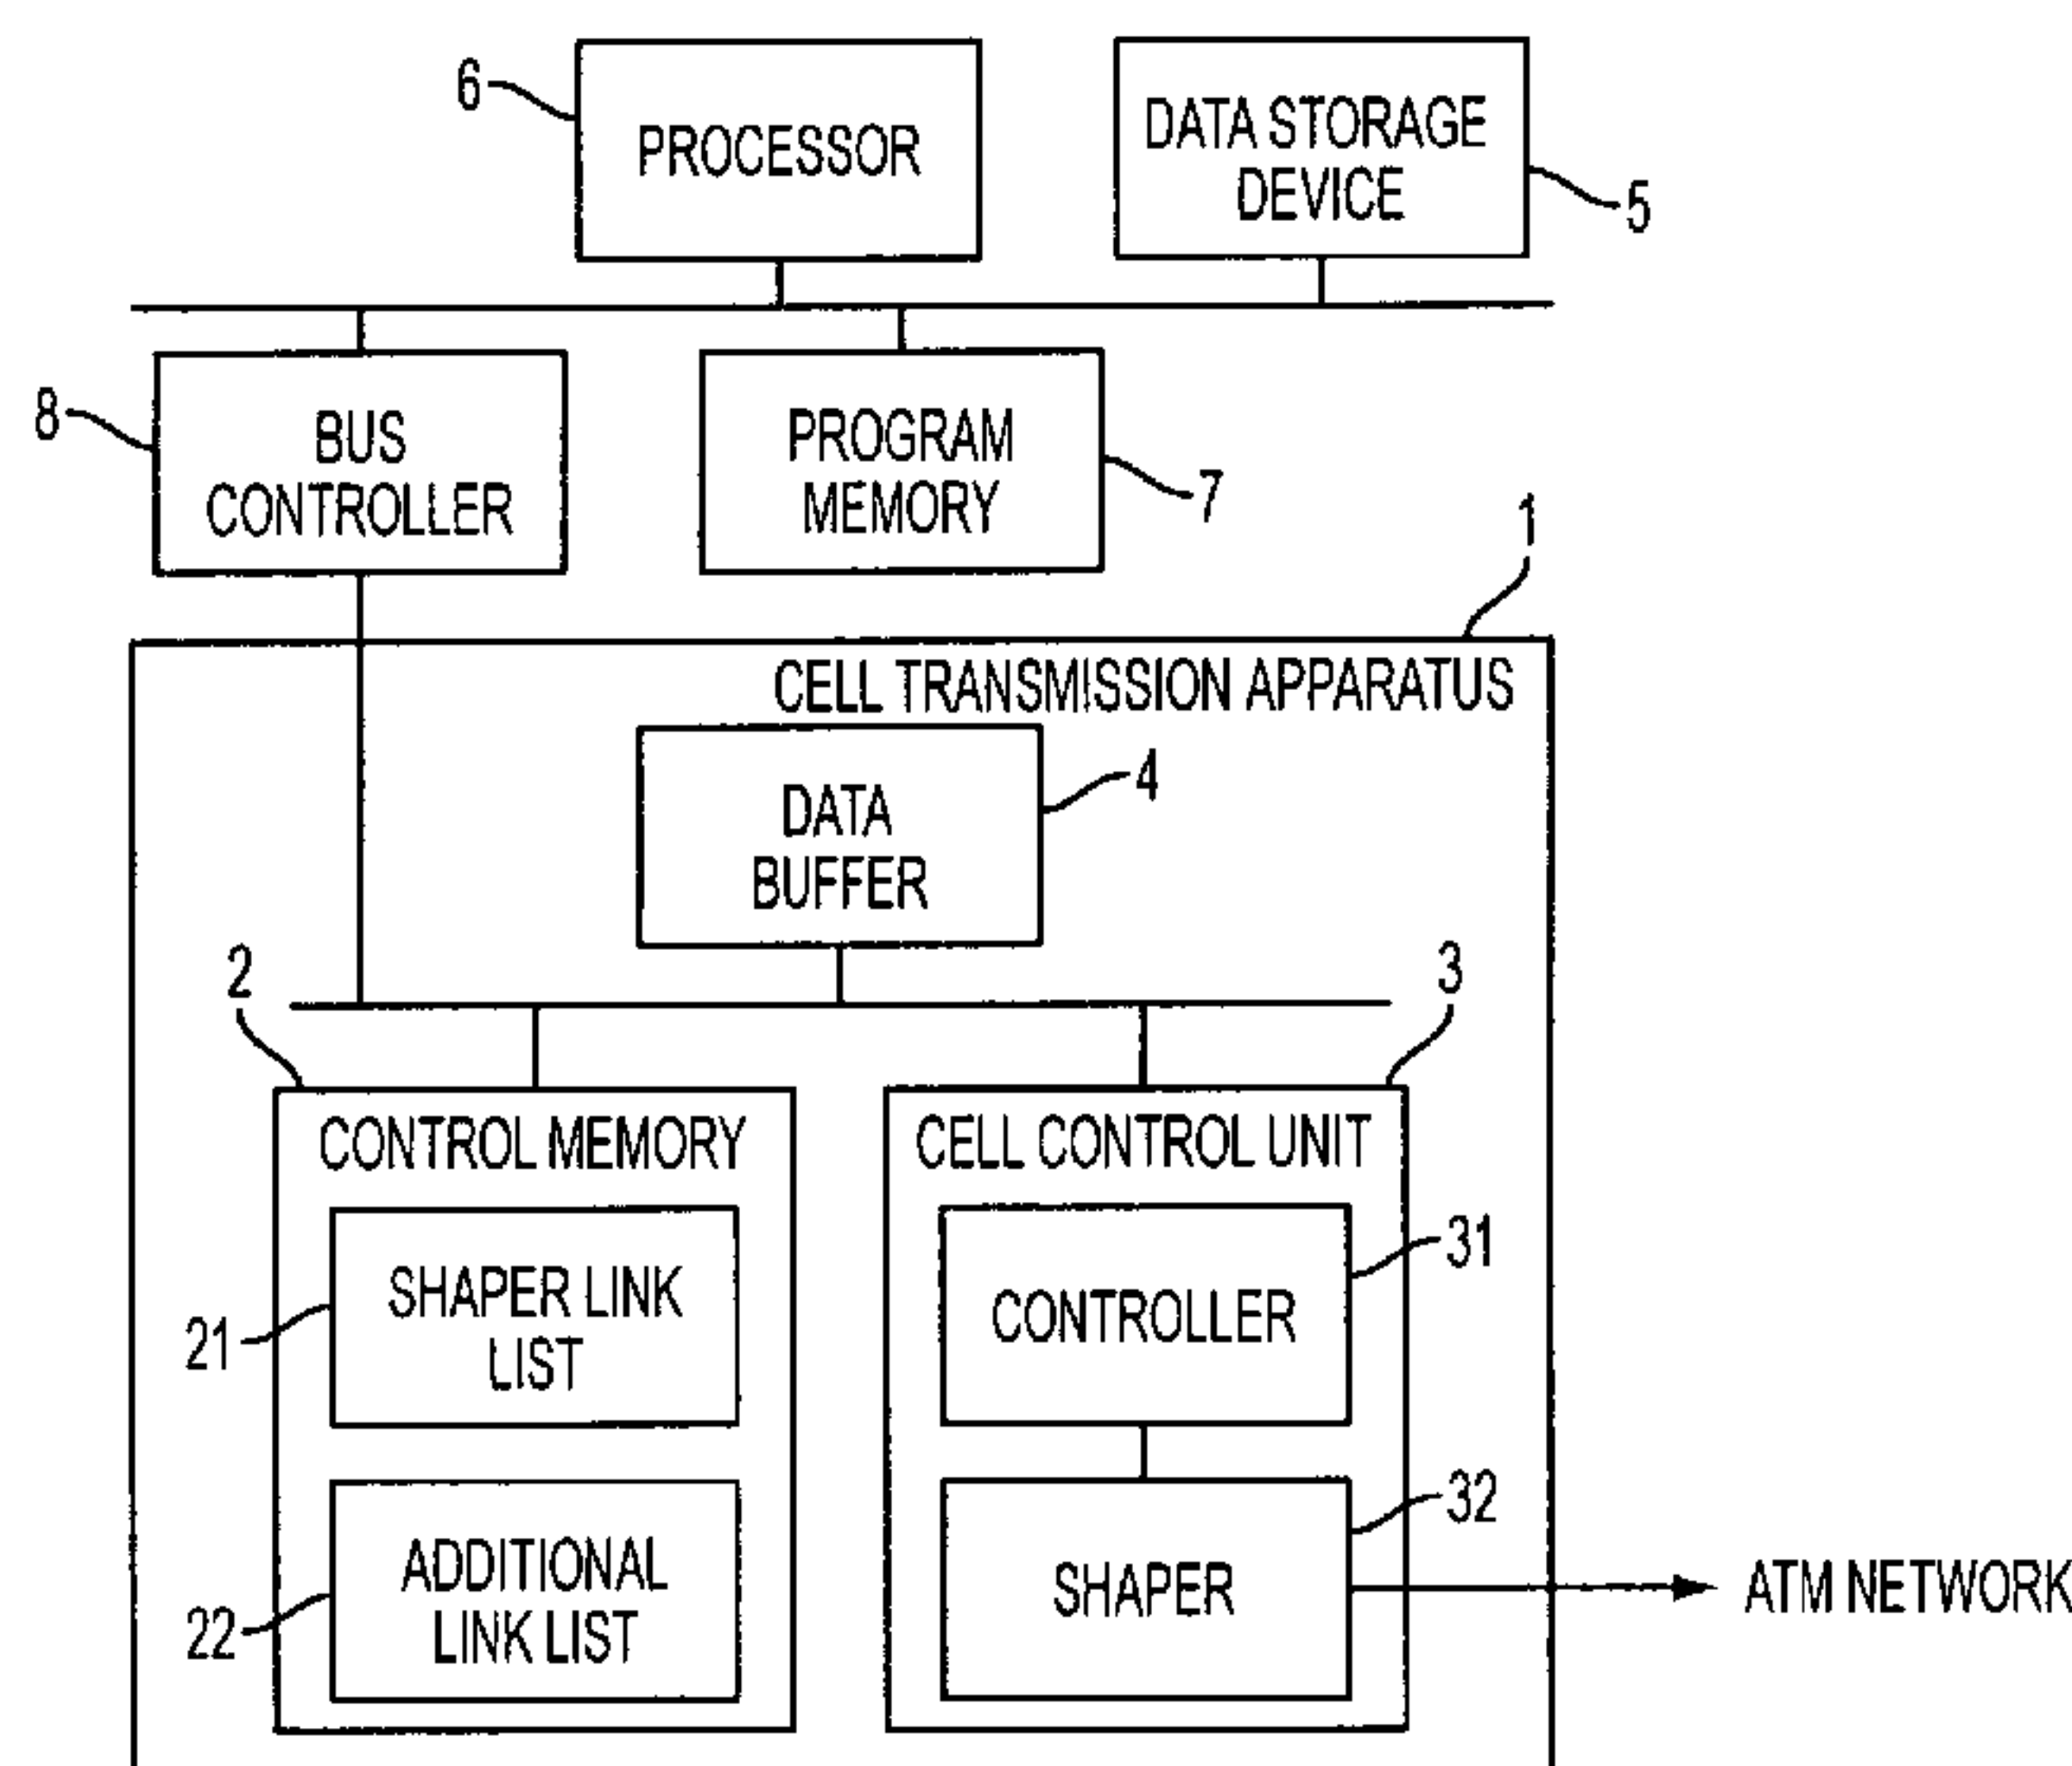 6
PROCESSOR
DATA STORAGE
DEVICE
5
8
BUS
CONTROLLER
PROGRAM
MEMORY
7
1
CELL TRANSMISSION APPARATUS
DATA
BUFFER
4
2
3
CONTROL MEMORY
CELL CONTROL UNIT
SHAPER LINK
LIST
21
CONTROLLER
31
ADDITIONAL
LINK LIST
22
SHAPER
32
ATM NETWORK